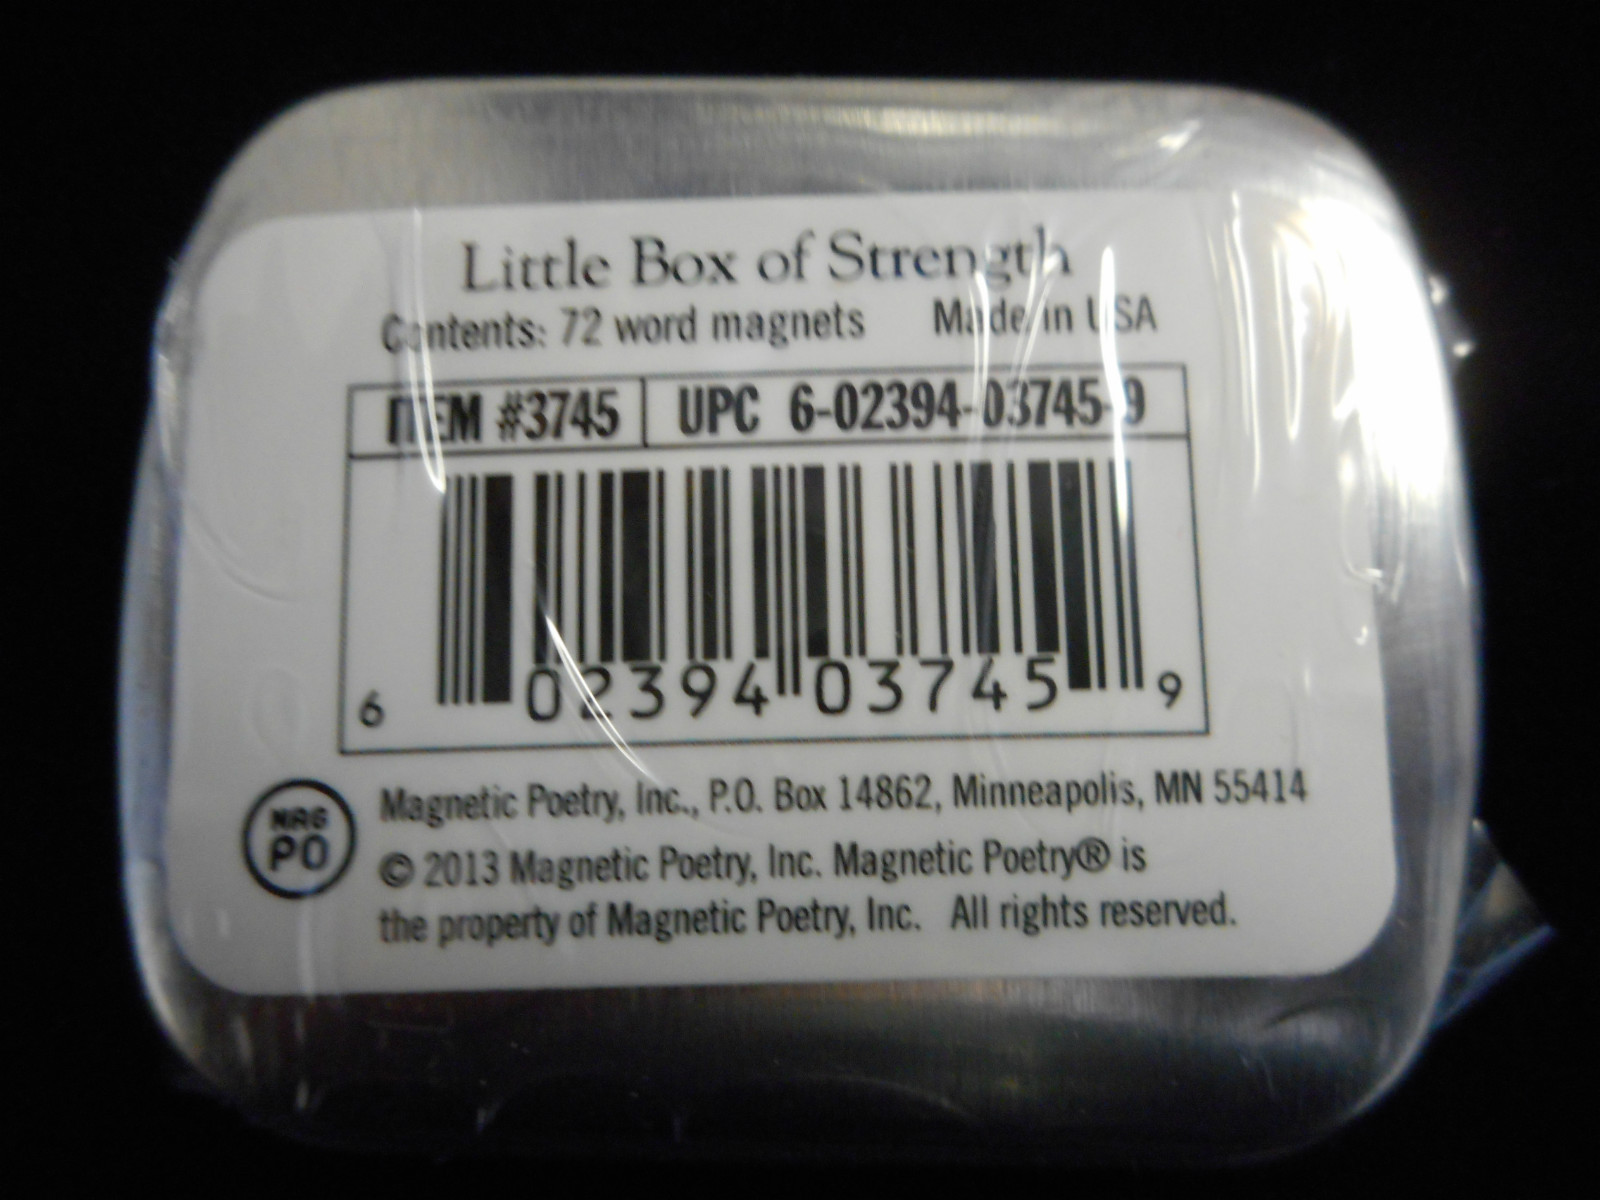 Little Box of Strength
Contents: 72 word magnets Made in USA
ITEM #3745 UPC 6-02394-03745-9
6 02394 03745 9
MAG
PO
Magnetic Poetry, Inc., P.O. Box 14862, Minneapolis, MN 55414
© 2013 Magnetic Poetry, Inc. Magnetic Poetry® is
the property of Magnetic Poetry, Inc. All rights reserved.